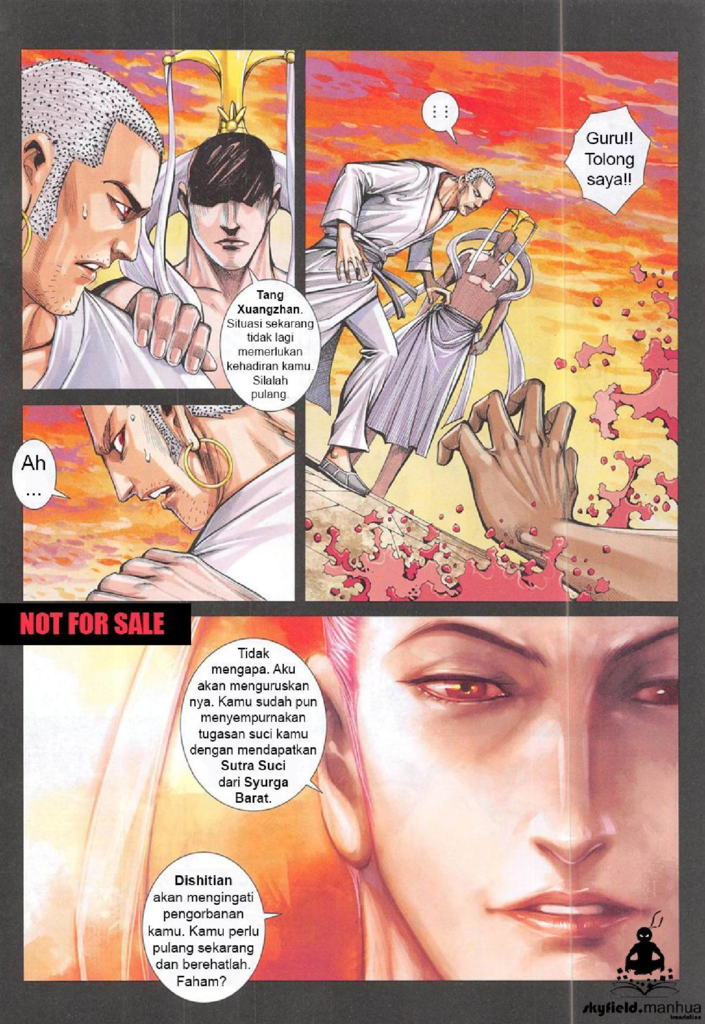 Tang
Xuangzhan.
Situasi sekarang
tidak lagi
memerlukan
kehadiran kamu.
Silalah
pulang.
: :
Guru!!
Tolong
saya!!
Ah
...
NOT FOR SALE
Tidak
mengapa. Aku
akan menguruskan
nya. Kamu sudah pun
menyempurnakan
tugasan suci kamu
dengan mendapatkan
Sutra Suci
dari Syurga
Barat.
Dishitian
akan mengingati
pengorbanan
kamu. Kamu perlu
pulang sekarang
dan berehatlah.
Faham?
skyfield.manhua